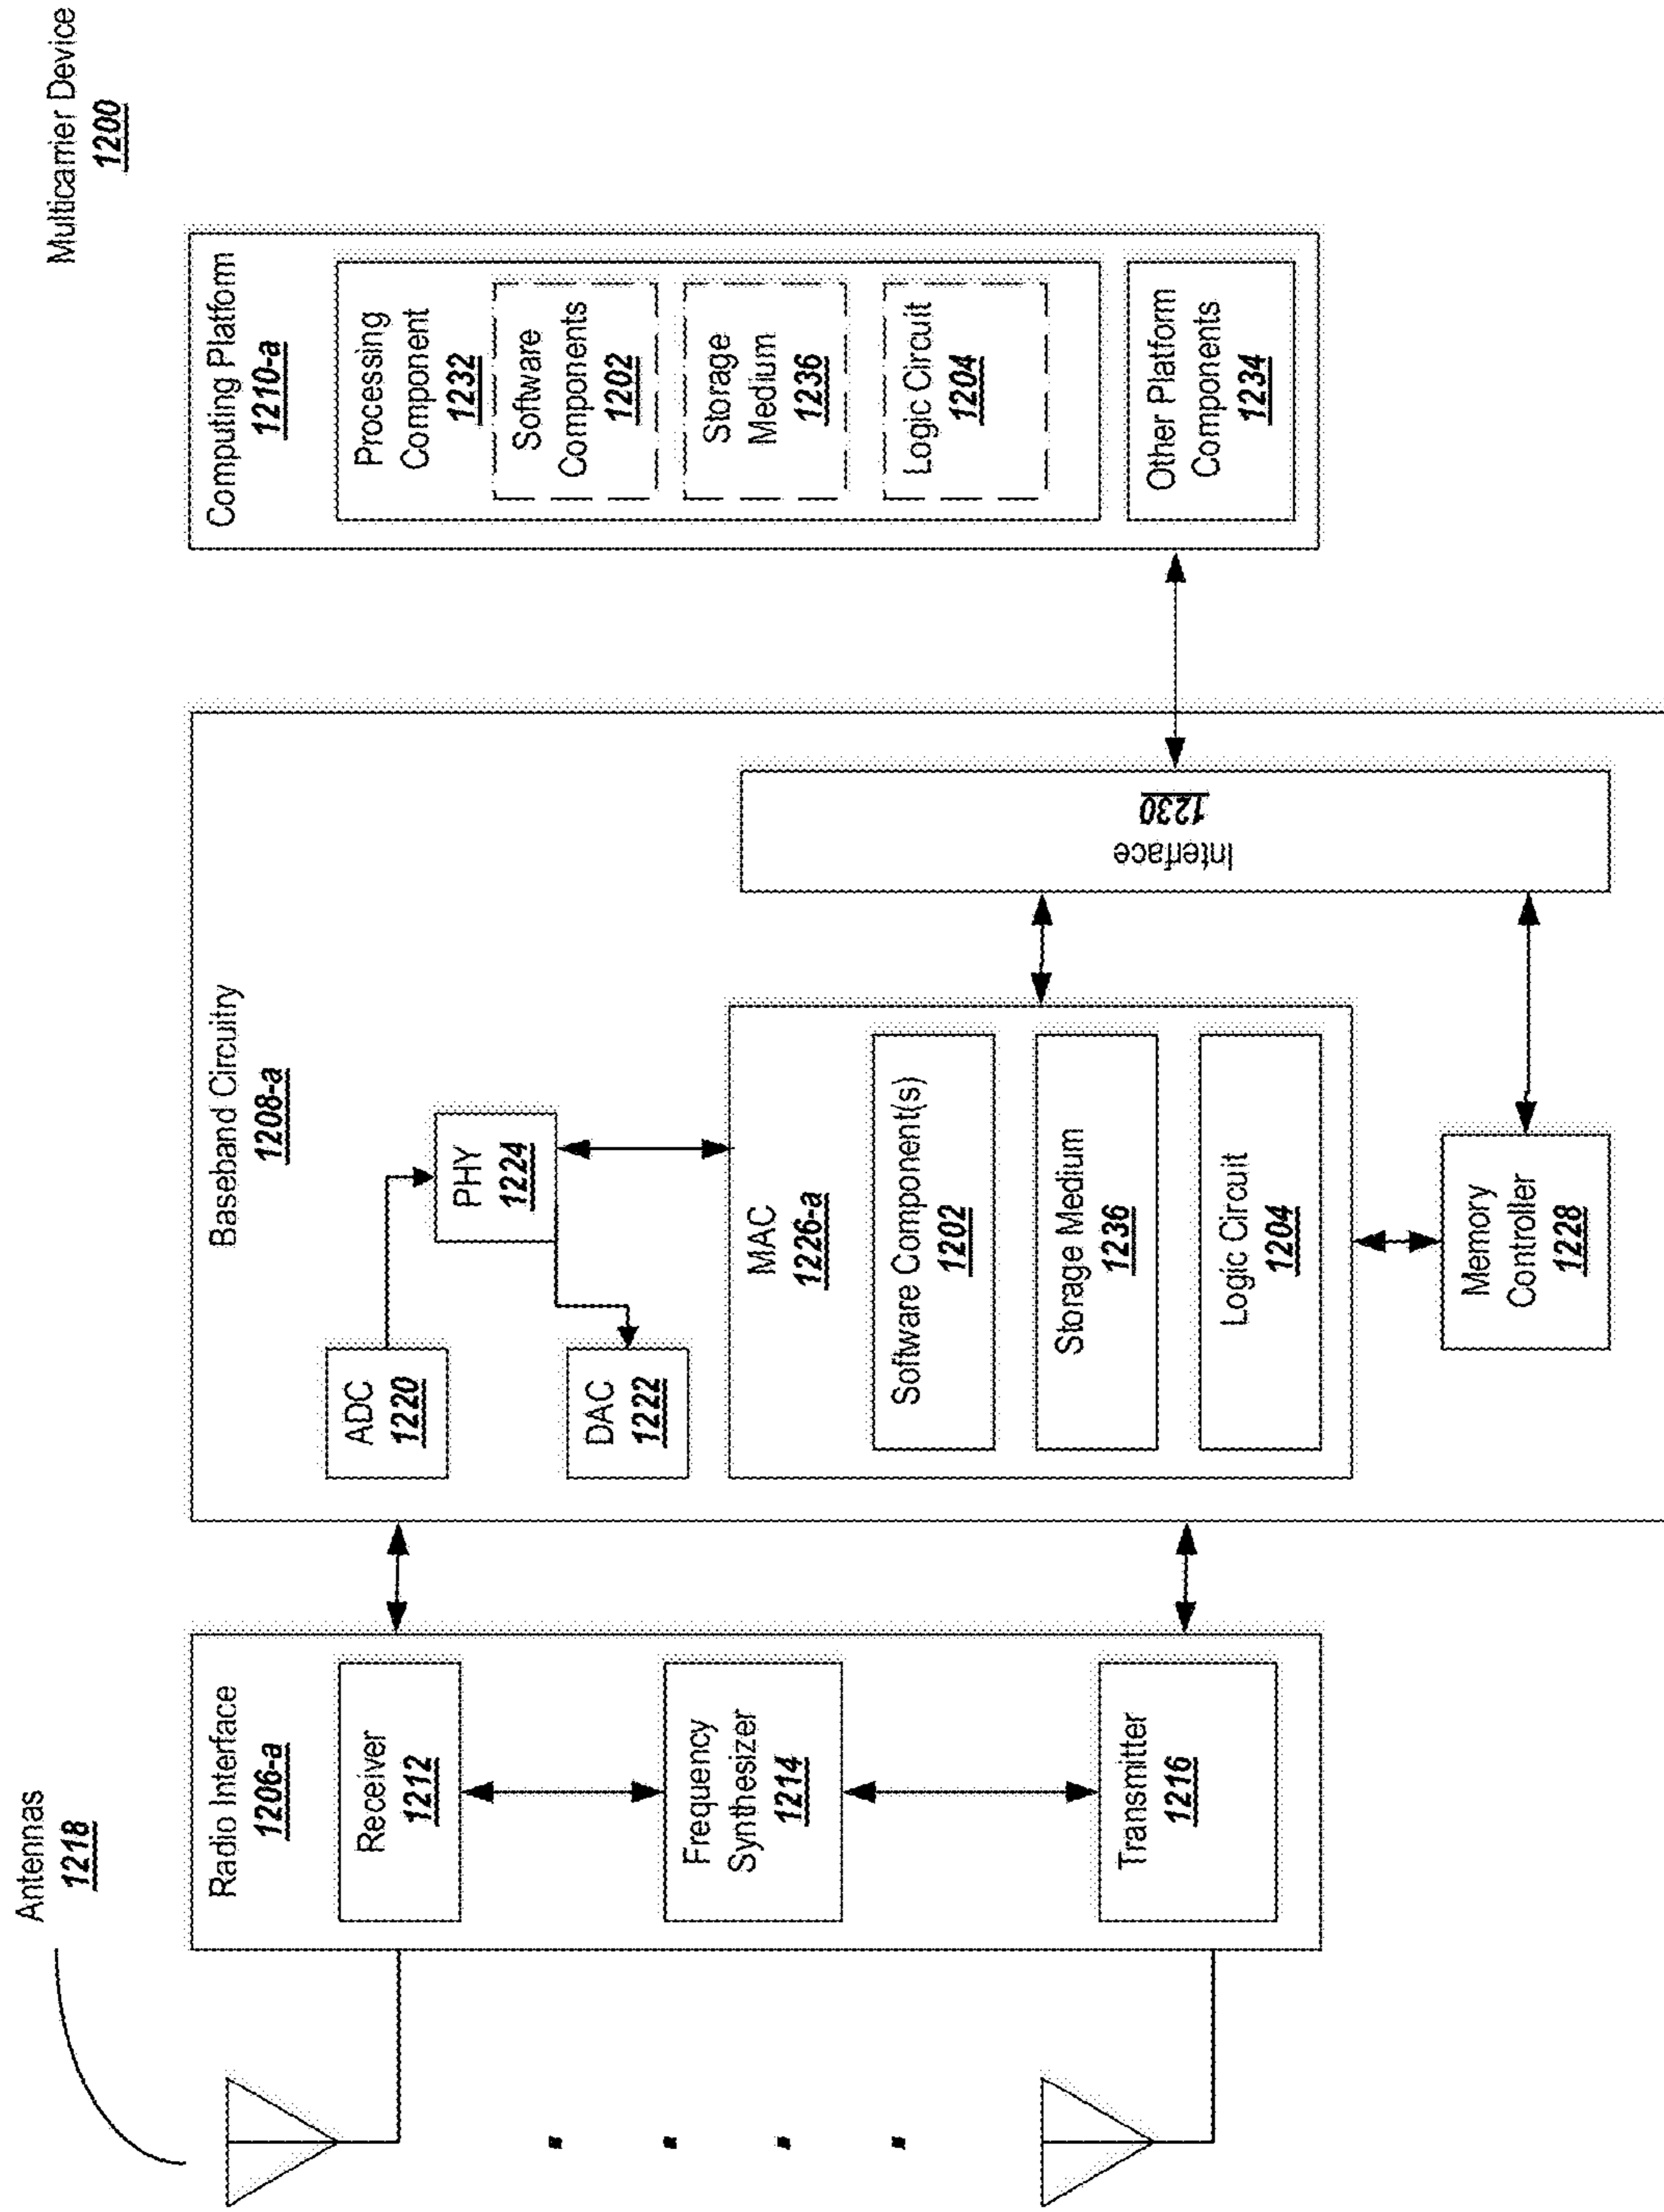 Multicarrier Device
1200
Antennas
1218
Radio Interface
1206-a
Receiver
1212
Frequency
Synthesizer
1214
Transmitter
1216
Baseband Circuitry
1208-a
ADC
1220
PHY
1224
DAC
1222
MAC
1226-a
Software Component(s)
1202
Storage Medium
1236
Logic Circuit
1204
Memory
Controller
1228
Interface
1230
Computing Platform
1210-a
Processing
Component
1232
Software
Components
1202
Storage
Medium
1236
Logic Circuit
1204
Other Platform
Components
1234